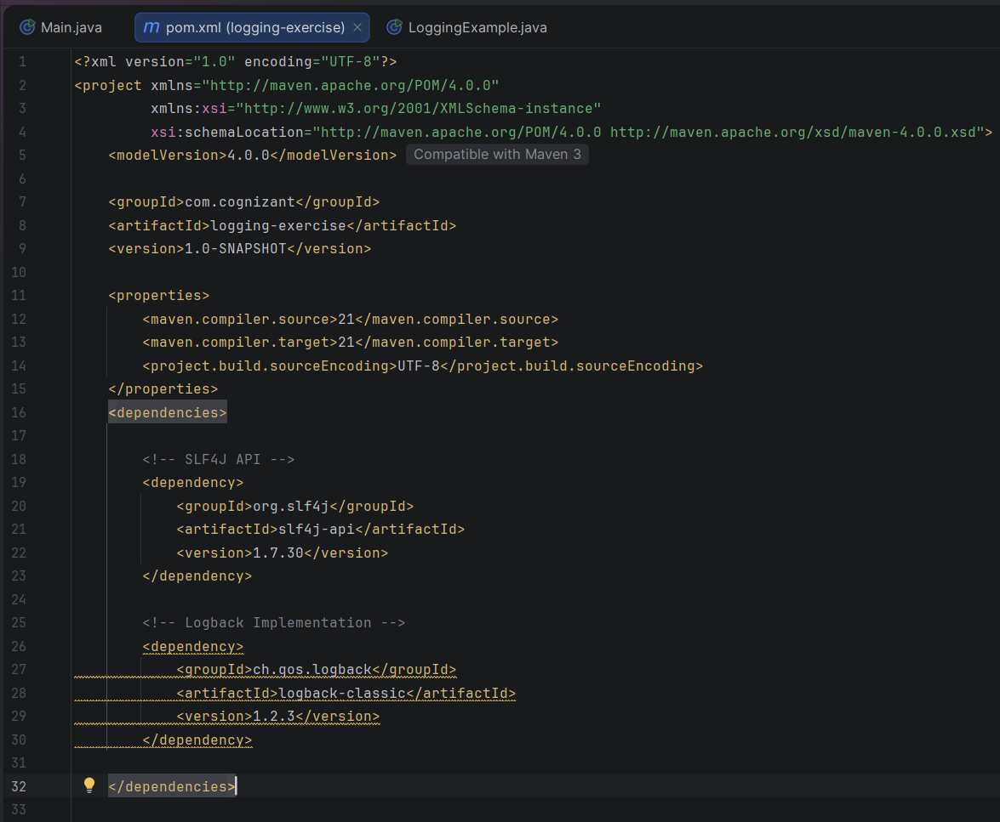 Main.java
pom.xml (logging-exercise)
LoggingExample.java
1 <?xml version="1.0" encoding="UTF-8"?>
2 <project xmlns="http://maven.apache.org/POM/4.0.0"
3 xmlns:xsi="http://www.w3.org/2001/XMLSchema-instance"
4 xsi:schemaLocation="http://maven.apache.org/POM/4.0.0 http://maven.apache.org/xsd/maven-4.0.0.xsd">
5 <modelVersion>4.0.0</modelVersion> Compatible with Maven 3
6
7 <groupId>com.cognizant</groupId>
8 <artifactId>logging-exercise</artifactId>
9 <version>1.0-SNAPSHOT</version>
10
11 <properties>
12 <maven.compiler.source>21</maven.compiler.source>
13 <maven.compiler.target>21</maven.compiler.target>
14 <project.build.sourceEncoding>UTF-8</project.build.sourceEncoding>
15 </properties>
16 <dependencies>
17
18 <!-- SLF4J API -->
19 <dependency>
20 <groupId>org.slf4j</groupId>
21 <artifactId>slf4j-api</artifactId>
22 <version>1.7.30</version>
23 </dependency>
24
25 <!-- Logback Implementation -->
26 <dependency>
27 <groupId>ch.qos.logback</groupId>
28 <artifactId>logback-classic</artifactId>
29 <version>1.2.3</version>
30 </dependency>
31
32 </dependencies>
33